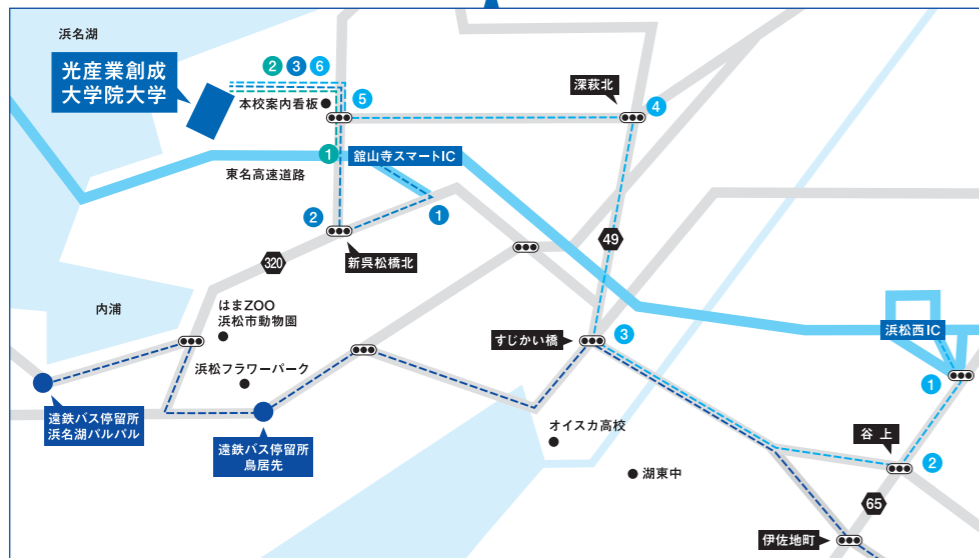 浜名湖
光産業創成
大学院大学
2 3 6
本校案内看板
5
深萩北
4
1
舘山寺スマートIC
東名高速道路
2
1
新呉松橋北
49
320
内浦
はまZOO
浜松市動物園
すじかい橋
3
浜松西IC
浜松フラワーパーク
1
遠鉄バス停留所
浜名湖パルパル
遠鉄バス停留所
鳥居先
オイスカ高校
谷上
2
湖東中
65
伊佐地町